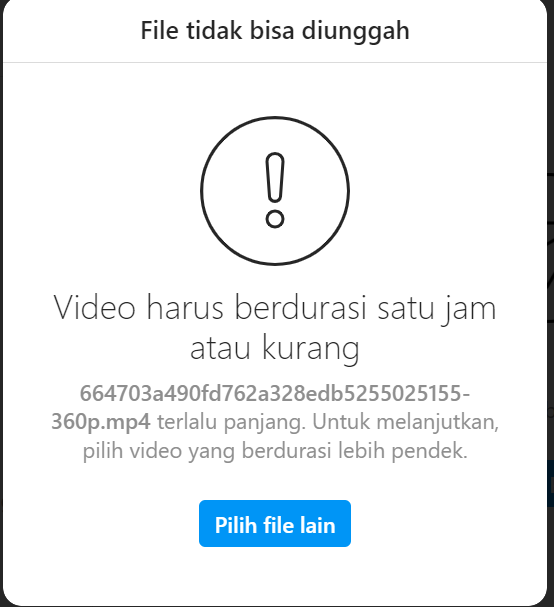 File tidak bisa diunggah
Video harus berdurasi satu jam
atau kurang
664703a490fd762a328edb5255025155-
360p.mp4 terlalu panjang. Untuk melanjutkan,
pilih video yang berdurasi lebih pendek.
Pilih file lain